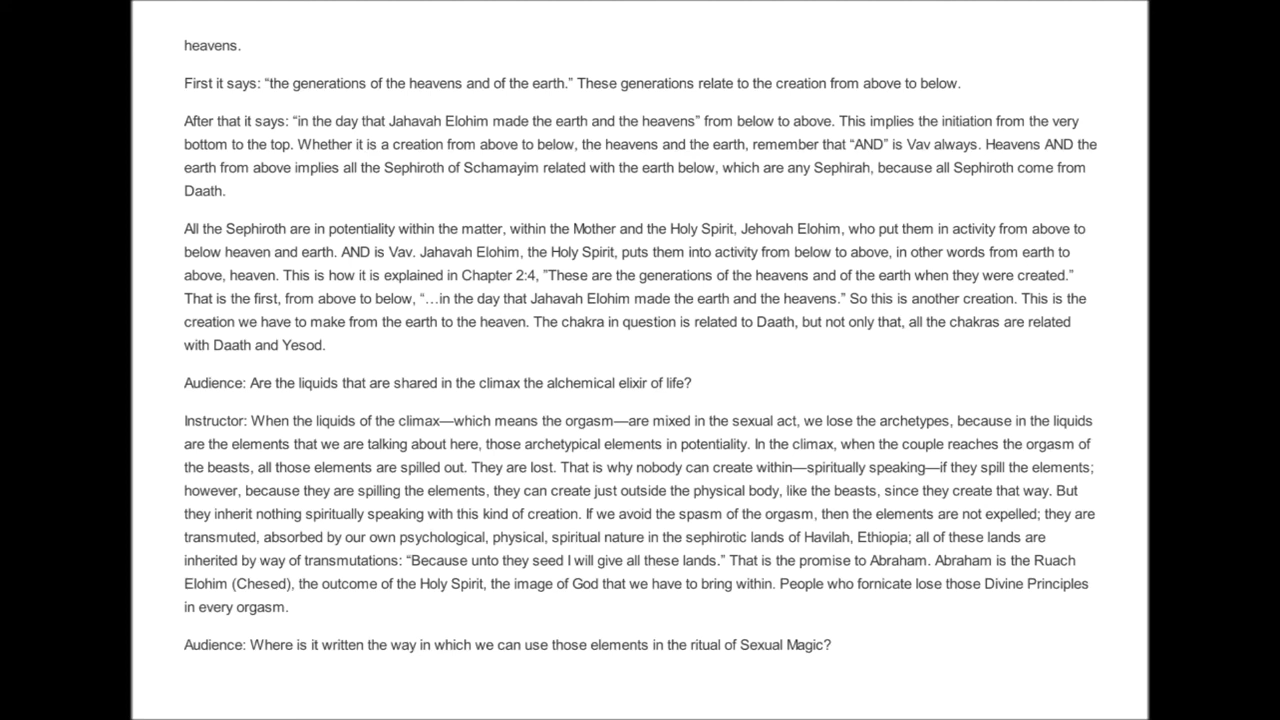 heavens.
First it says: “the generations of the heavens and of the earth.” These generations relate to the creation from above to below.
After that it says: “in the day that Jahavah Elohim made the earth and the heavens” from below to above. This implies the initiation from the very
bottom to the top. Whether it is a creation from above to below, the heavens and the earth, remember that “AND” is Vav always. Heavens AND the
earth from above implies all the Sephiroth of Schamayim related with the earth below, which are any Sephirah, because all Sephiroth come from
Daath.
All the Sephiroth are in potentiality within the matter, within the Mother and the Holy Spirit, Jehovah Elohim, who put them in activity from above to
below heaven and earth. AND is Vav. Jahavah Elohim, the Holy Spirit, puts them into activity from below to above, in other words from earth to
above, heaven. This is how it is explained in Chapter 2:4, ”These are the generations of the heavens and of the earth when they were created.”
That is the first, from above to below, “…in the day that Jahavah Elohim made the earth and the heavens.” So this is another creation. This is the
creation we have to make from the earth to the heaven. The chakra in question is related to Daath, but not only that, all the chakras are related
with Daath and Yesod.
Audience: Are the liquids that are shared in the climax the alchemical elixir of life?
Instructor: When the liquids of the climax—which means the orgasm—are mixed in the sexual act, we lose the archetypes, because in the liquids
are the elements that we are talking about here, those archetypical elements in potentiality. In the climax, when the couple reaches the orgasm of
the beasts, all those elements are spilled out. They are lost. That is why nobody can create within—spiritually speaking—if they spill the elements;
however, because they are spilling the elements, they can create just outside the physical body, like the beasts, since they create that way. But
they inherit nothing spiritually speaking with this kind of creation. If we avoid the spasm of the orgasm, then the elements are not expelled; they are
transmuted, absorbed by our own psychological, physical, spiritual nature in the sephirotic lands of Havilah, Ethiopia; all of these lands are
inherited by way of transmutations: “Because unto they seed I will give all these lands.” That is the promise to Abraham. Abraham is the Ruach
Elohim (Chesed), the outcome of the Holy Spirit, the image of God that we have to bring within. People who fornicate lose those Divine Principles
in every orgasm.
Audience: Where is it written the way in which we can use those elements in the ritual of Sexual Magic?